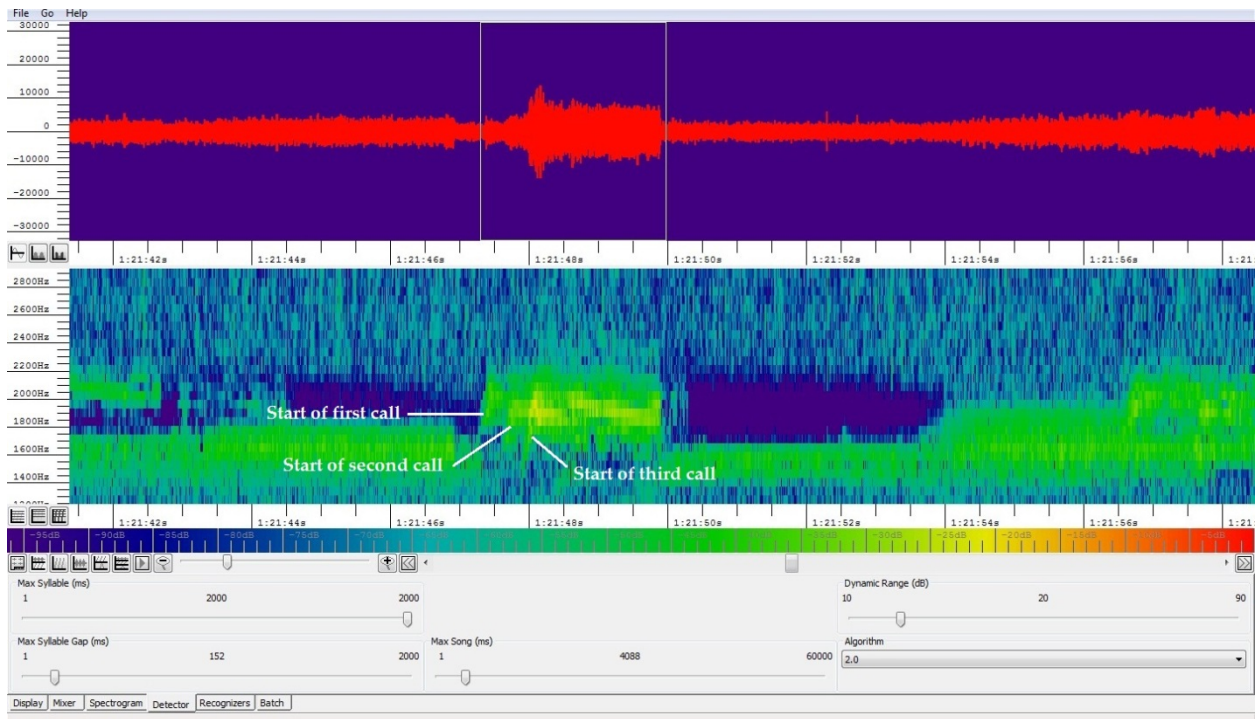 File Go Help
30000
20000
10000
0
-10000
-20000
-30000
1:21:42s 1:21:44s 1:21:46s 1:21:48s 1:21:50s 1:21:52s 1:21:54s 1:21:56s 1:21:
2800Hz
2600Hz
2400Hz
2200Hz
2000Hz
Start of first call
1800Hz
1600Hz
Start of second call
Start of third call
1400Hz
1:21:42s 1:21:44s 1:21:46s 1:21:48s 1:21:50s 1:21:52s 1:21:54s 1:21:56s 1:21:
-95dB -90dB -85dB -80dB -75dB -30dB -25dB -20dB -15dB -5dB
Max Syllable (ms) Dynamic Range (dB)
1 2000 2000 10 20 90
Max Syllable Gap (ms) Max Song (ms) Algorithm
1 152 2000 1 4088 60000 2.0
Display Mixer Spectrogram Detector Recognizers Batch